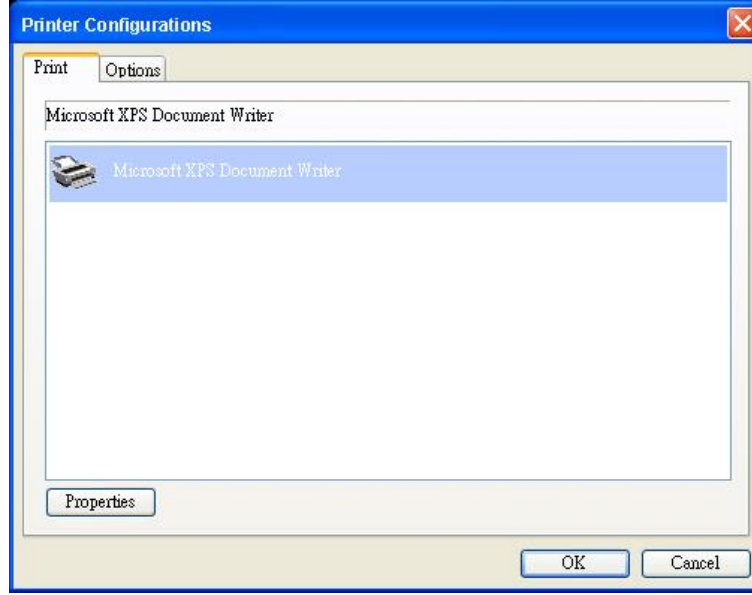 Printer Configurations
Print
Options
Microsoft XPS Document Writer
Microsoft XPS Document Writer
Properties
OK
Cancel